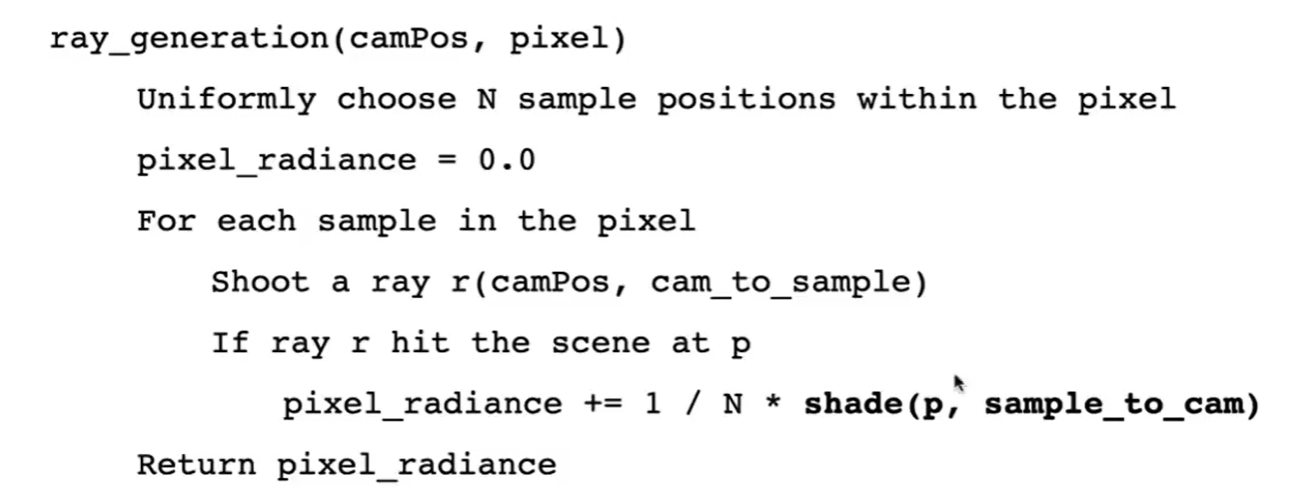 ray_generation(camPos, pixel)
Uniformly choose N sample positions within the pixel
pixel_radiance = 0.0
For each sample in the pixel
Shoot a ray r(camPos, cam_to_sample)
If ray r hit the scene at p
pixel_radiance += 1 / N * shade(p, sample_to_cam)
Return pixel_radiance